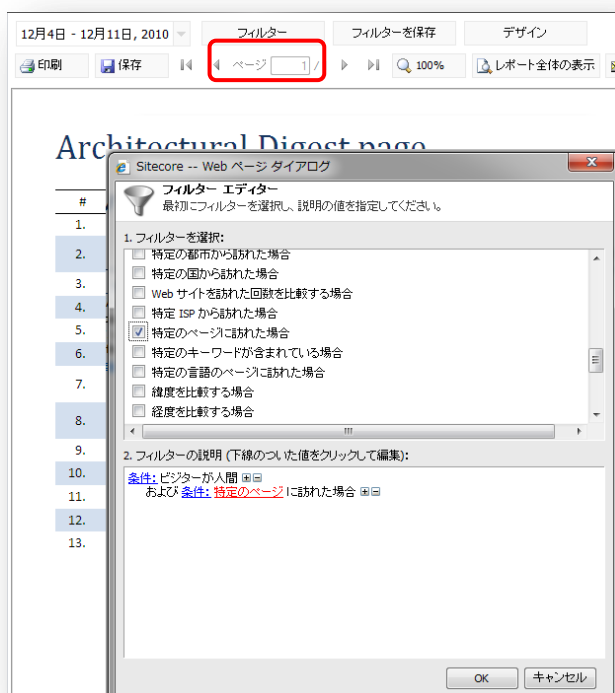 12月4日 - 12月11日, 2010 フィルター フィルターを保存 デザイン
印刷 保存 ページ 1 / 100% レポート全体の表示
Architectural Digest page
Sitecore -- Web ページ ダイアログ
フィルター エディター
最初にフィルターを選択し、説明の値を指定してください。
#
1.
2.
3.
4.
5.
6.
7.
8.
9.
10.
11.
12.
13.
1. フィルターを選択:
特定の都市から訪れた場合
特定の国から訪れた場合
Web サイトを訪れた回数を比較する場合
特定 ISP から訪れた場合
特定のページに訪れた場合
特定のキーワードが含まれている場合
特定の言語のページに訪れた場合
緯度を比較する場合
経度を比較する場合
2. フィルターの説明 (下線のついた値をクリックして編集):
条件: ビジターが人間
および 条件: 特定のページ に訪れた場合
OK キャンセル